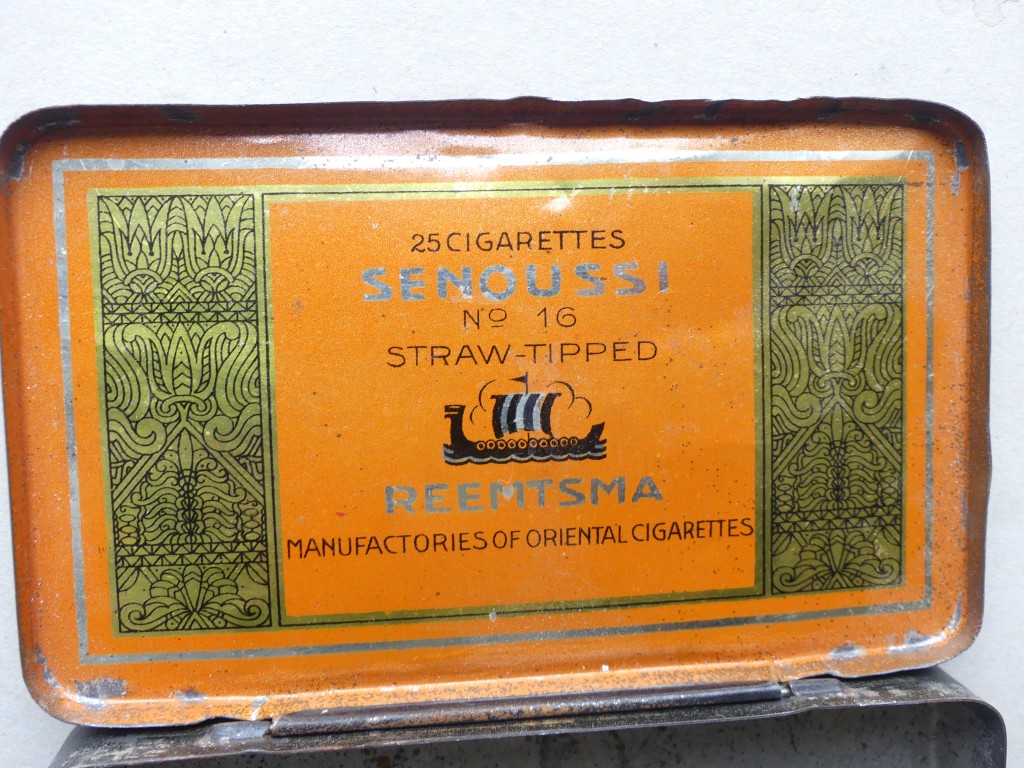 25 CIGARETTES
SENOUSSI
Nº 16
STRAW-TIPPED
REEMTSMA
MANUFACTORIES OF ORIENTAL CIGARETTES